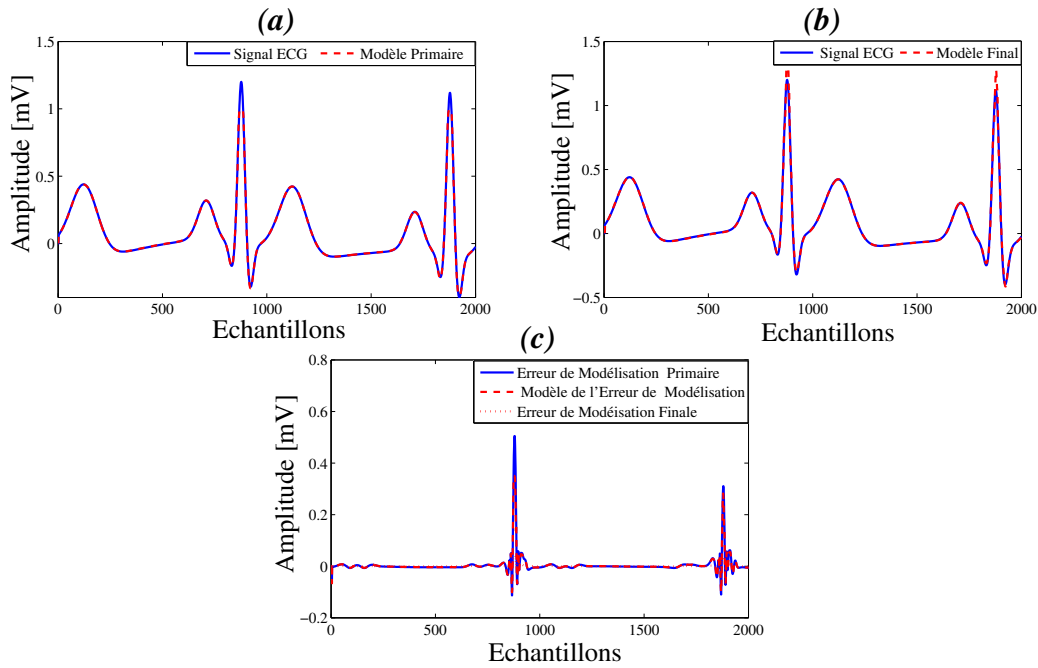 (a)
1.5
1
0.5
0
0
500
1000
1500
2000
Amplitude [mV]
Echantillons
Signal ECG
Modèle Primaire
(b)
1.5
1
0.5
0
−0.5
0
500
1000
1500
2000
Amplitude [mV]
Echantillons
Signal ECG
Modèle Final
(c)
0.8
0.6
0.4
0.2
0
−0.2
0
500
1000
1500
2000
Amplitude [mV]
Echantillons
Erreur de Modélisation Primaire
Modèle de l'Erreur de Modélisation
Erreur de Modéisation Finale